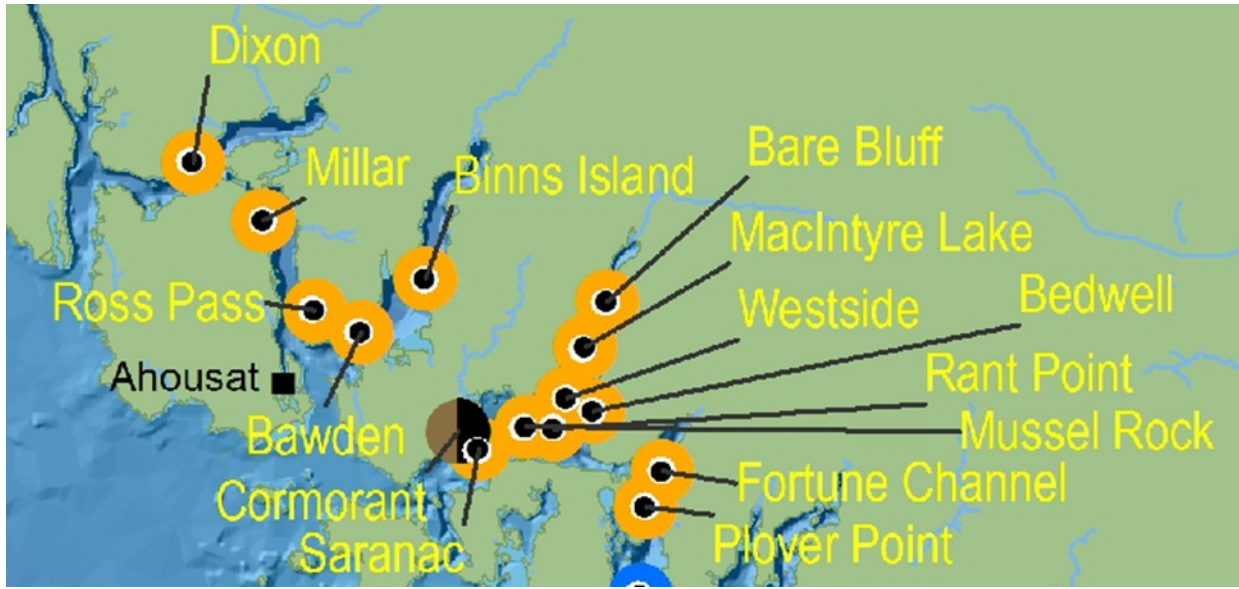 Dixon
Millar
Binns Island
Bare Bluff
MacIntyre Lake
Westside
Bedwell
Ross Pass
Ahousat
Rant Point
Bawden
Mussel Rock
Cormorant
Fortune Channel
Saranac
Plover Point